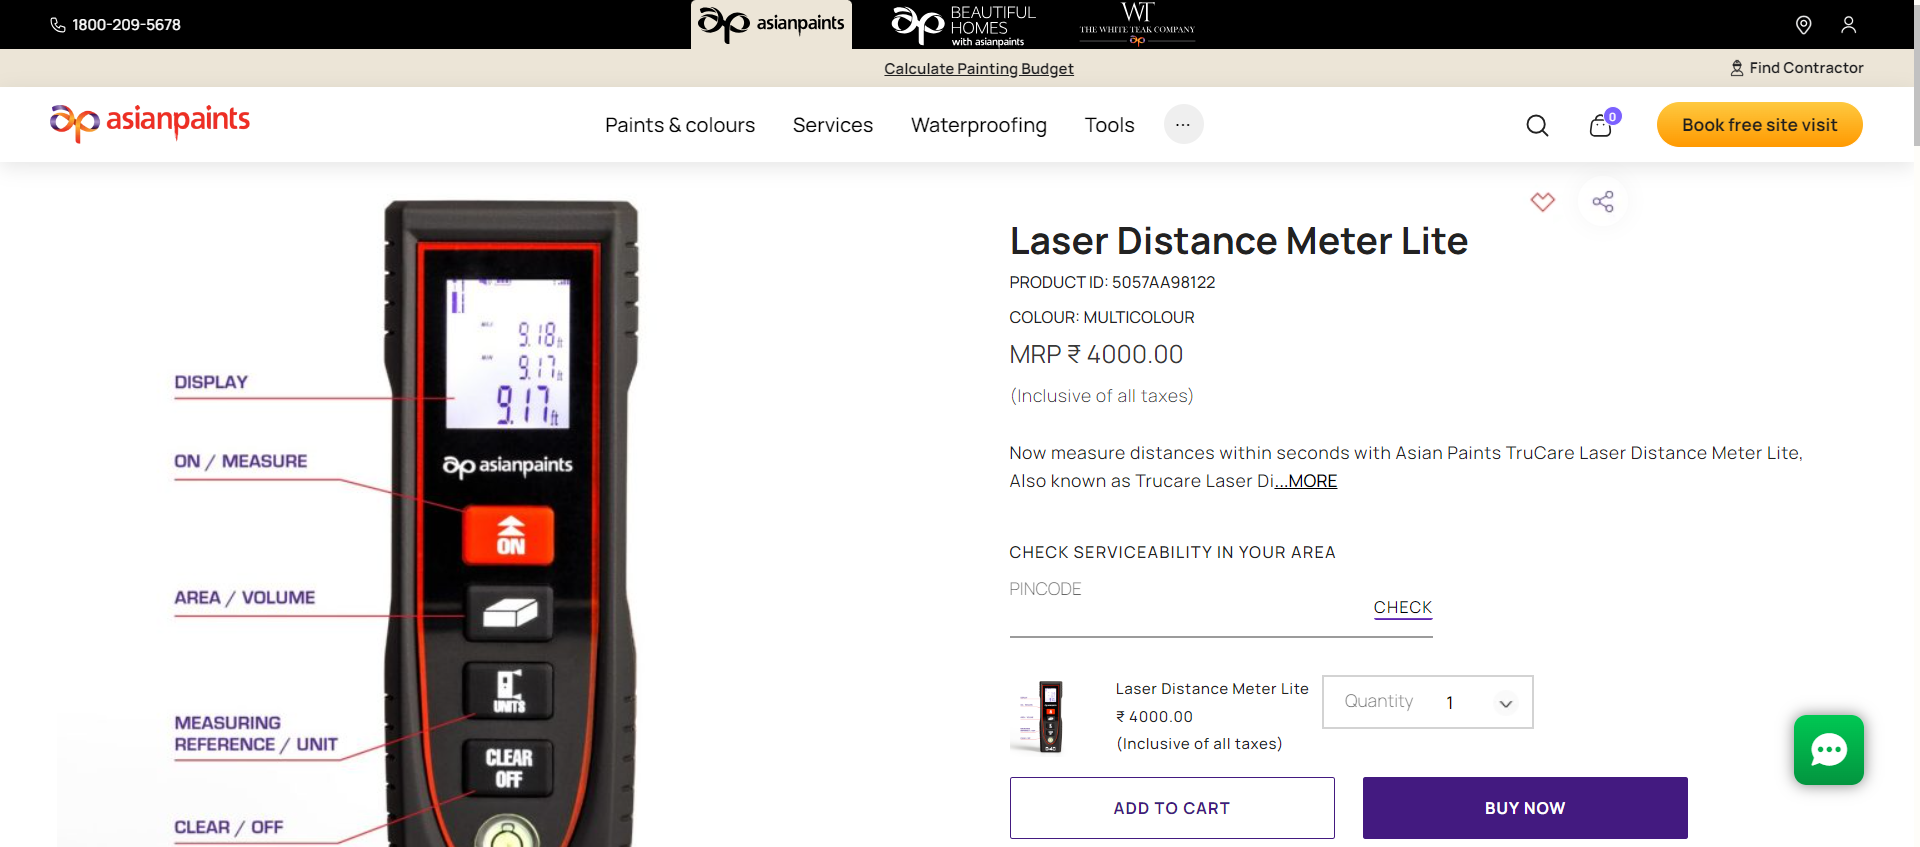 1800-209-5678
asianpaints
BEAUTIFUL
HOMES
with asianpaints
WT
THE WHITE TEAK COMPANY
Calculate Painting Budget
Find Contractor
asianpaints
Paints & colours
Services
Waterproofing
Tools
...
0
Book free site visit
Laser Distance Meter Lite
PRODUCT ID: 5057AA98122
COLOUR: MULTICOLOUR
MRP ₹ 4000.00
(Inclusive of all taxes)
Now measure distances within seconds with Asian Paints TruCare Laser Distance Meter Lite,
Also known as Trucare Laser Di...MORE
CHECK SERVICEABILITY IN YOUR AREA
PINCODE
CHECK
Laser Distance Meter Lite
₹ 4000.00
(Inclusive of all taxes)
Quantity 1
ADD TO CART
BUY NOW
DISPLAY
ON / MEASURE
AREA / VOLUME
MEASURING
REFERENCE / UNIT
CLEAR / OFF
9.18 ft
9.17 ft
9.17 ft
asianpaints
ON
UNITS
CLEAR
OFF